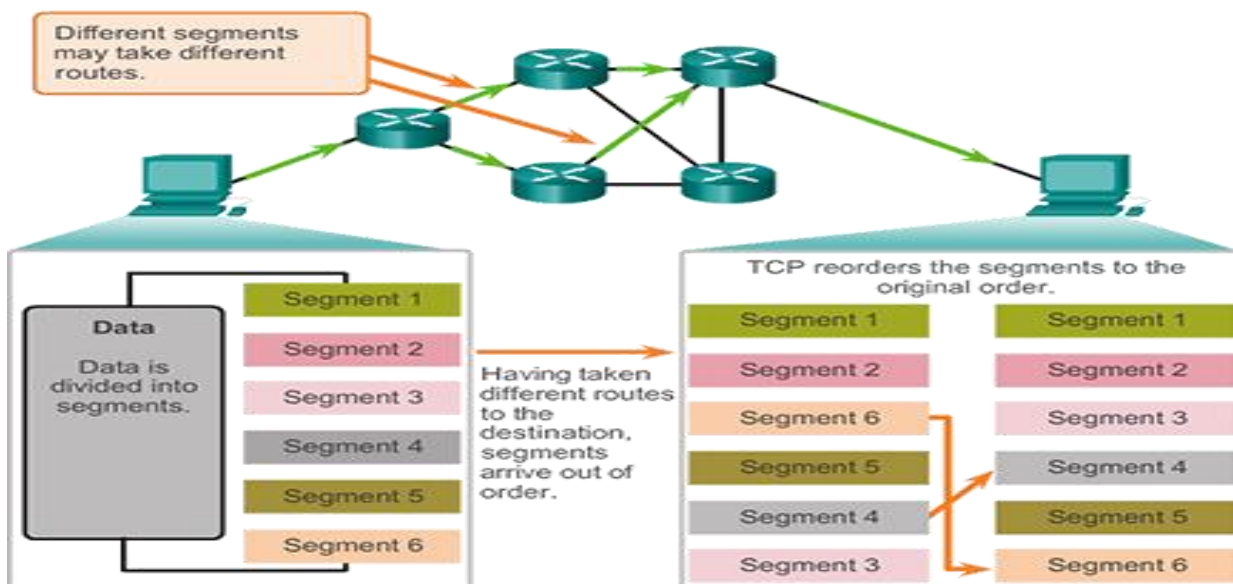 Different segments
may take different
routes.
Data
Data is
divided into
segments.
Segment 1
Segment 2
Segment 3
Segment 4
Segment 5
Segment 6
Having taken
different routes
to the
destination,
segments
arrive out of
order.
TCP reorders the segments to the
original order.
Segment 1
Segment 2
Segment 6
Segment 5
Segment 4
Segment 3
Segment 1
Segment 2
Segment 3
Segment 4
Segment 5
Segment 6